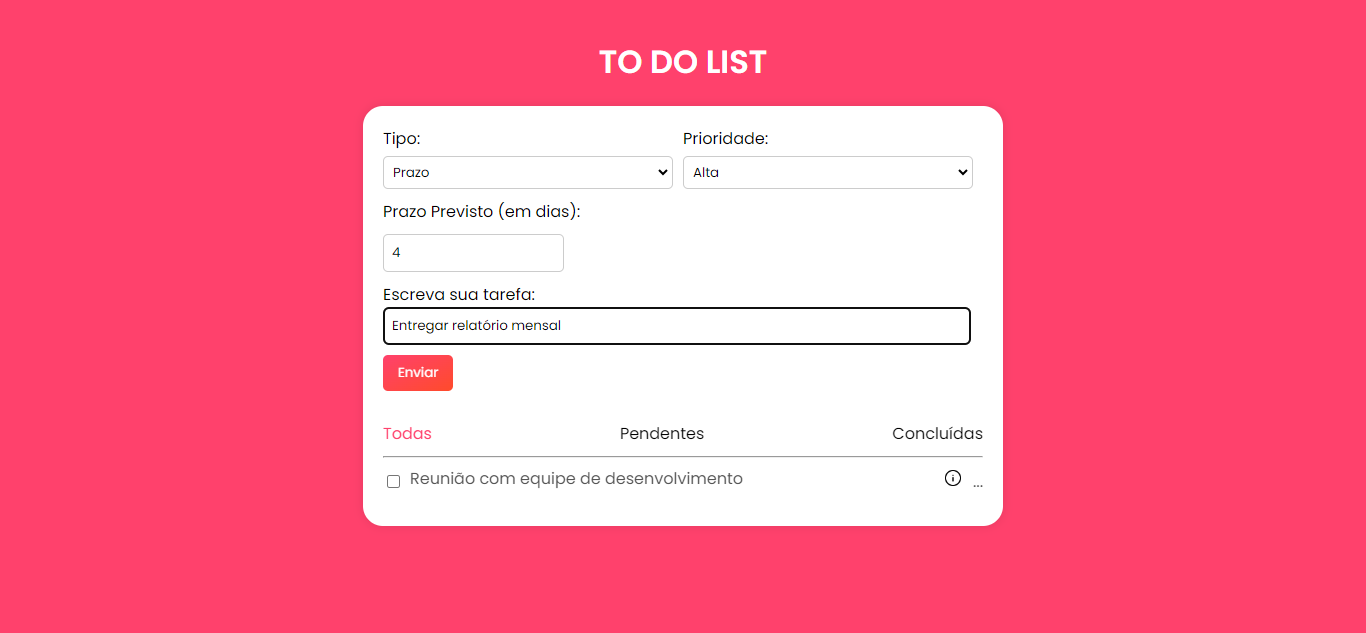 TO DO LIST
Tipo: Prioridade:
Prazo Alta
Prazo Previsto (em dias):
4
Escreva sua tarefa:
Entregar relatório mensal
Enviar
Todas Pendentes Concluídas
Reunião com equipe de desenvolvimento ...